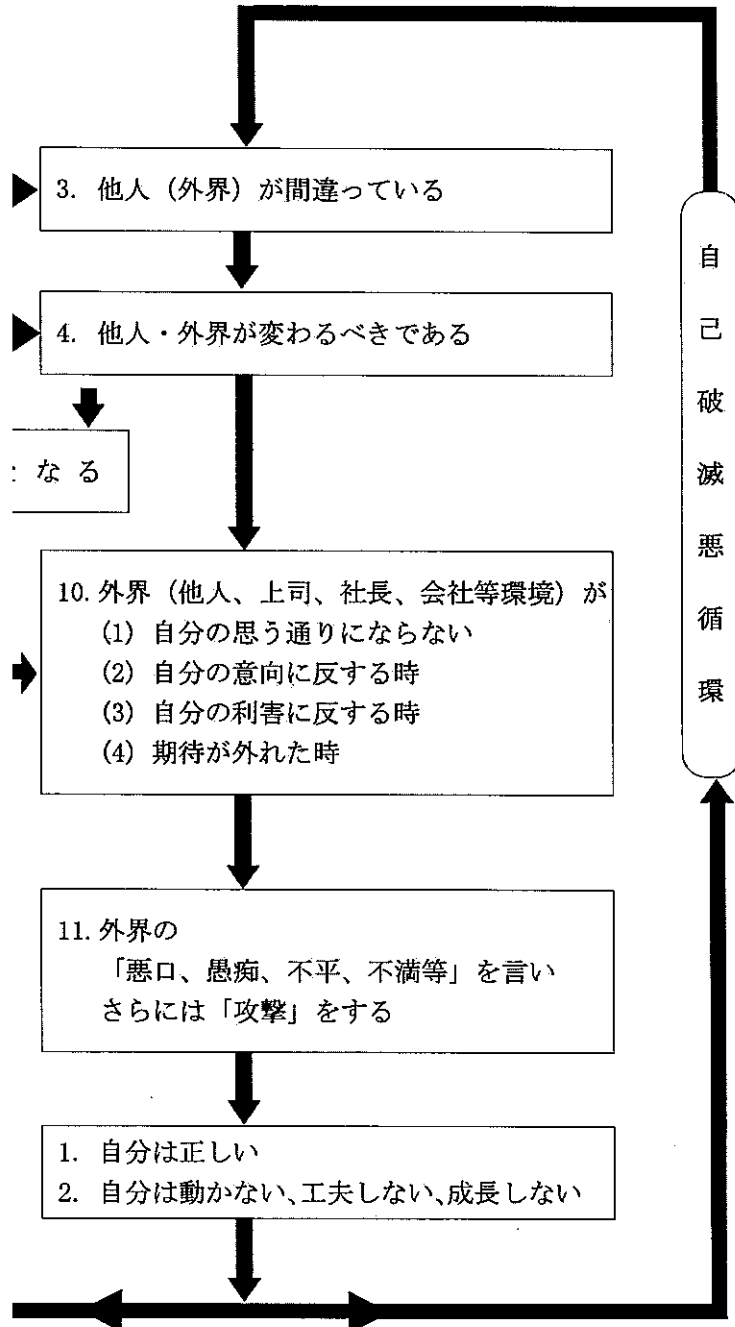 3. 他人（外界）が間違っている
4. 他人・外界が変わるべきである
なる
10. 外界（他人、上司、社長、会社等環境）が
(1) 自分の思う通りにならない
(2) 自分の意向に反する時
(3) 自分の利害に反する時
(4) 期待が外れた時
11. 外界の
「悪口、愚痴、不平、不満等」を言い
さらには「攻撃」をする
1. 自分は正しい
2. 自分は動かない、工夫しない、成長しない
自己破滅悪循環